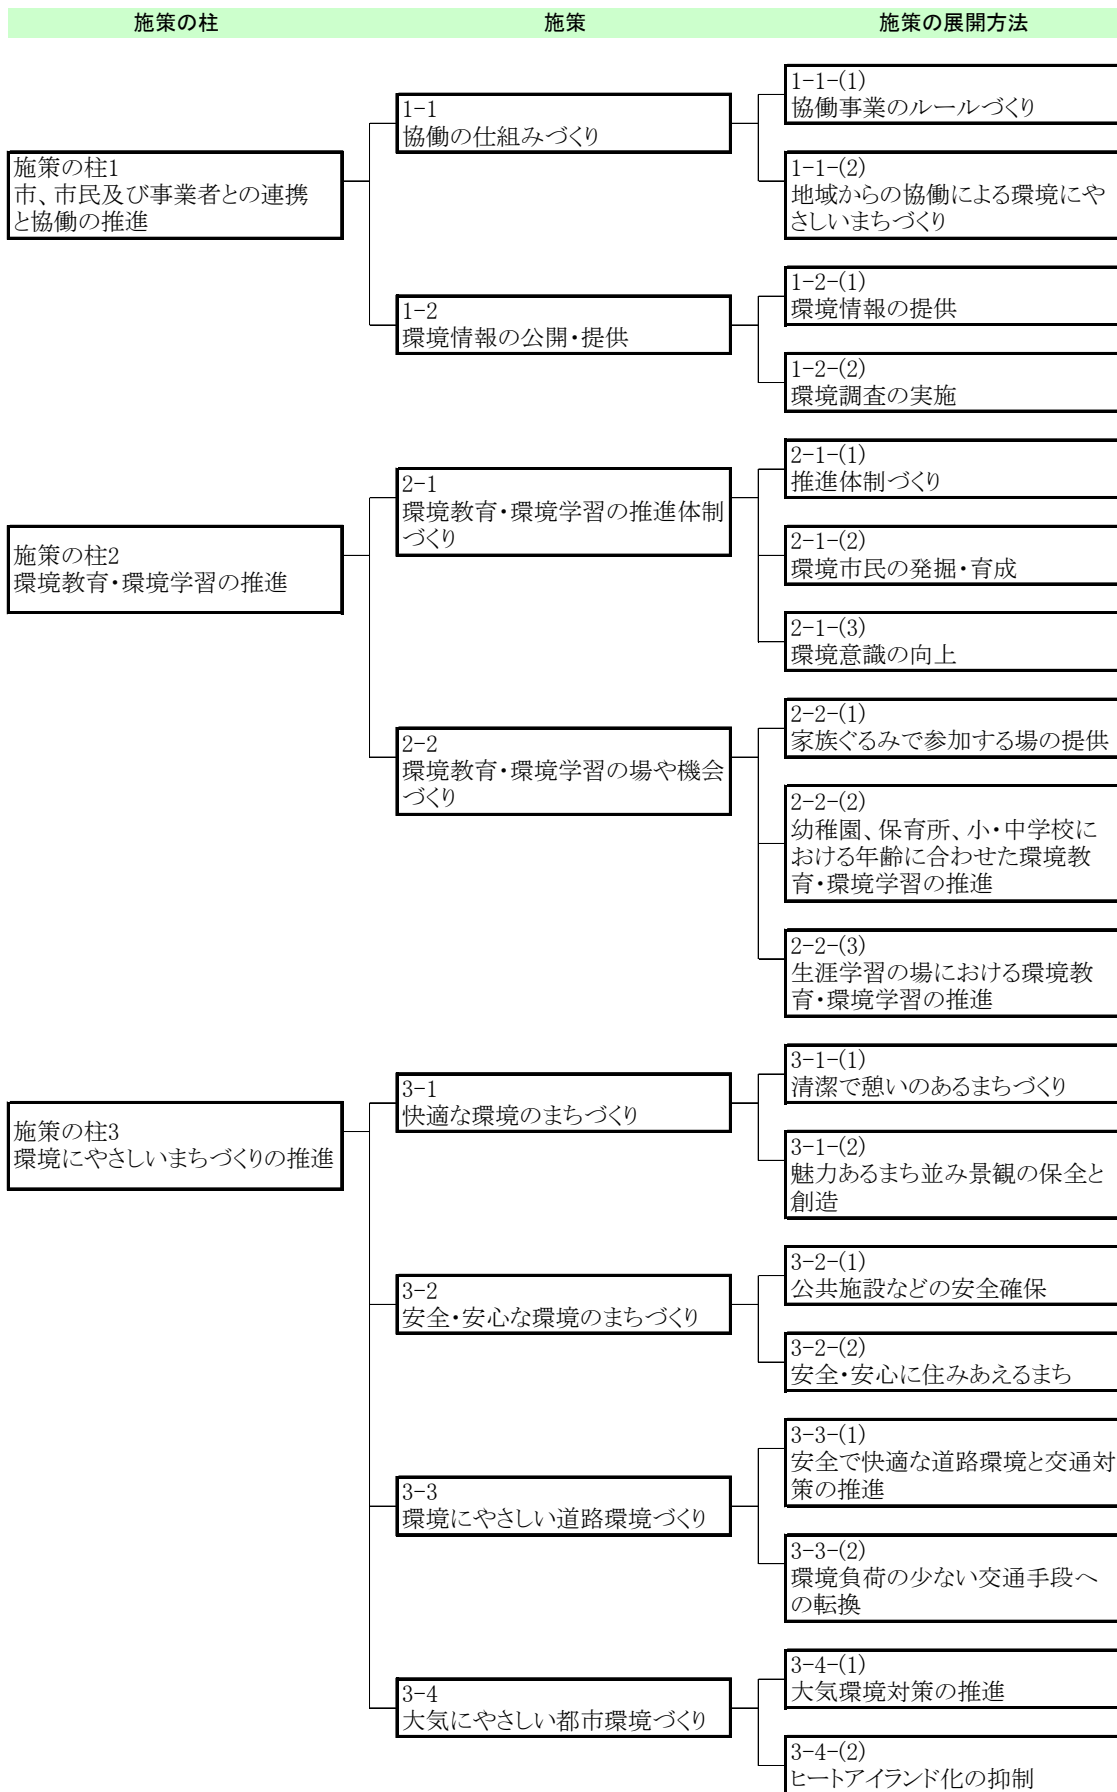 施策の柱
施策
施策の展開方法
施策の柱1
市、市民及び事業者との連携
と協働の推進
1-1
協働の仕組みづくり
1-1-(1)
協働事業のルールづくり
1-1-(2)
地域からの協働による環境にや
さしいまちづくり
1-2
環境情報の公開・提供
1-2-(1)
環境情報の提供
1-2-(2)
環境調査の実施
施策の柱2
環境教育・環境学習の推進
2-1
環境教育・環境学習の推進体制
づくり
2-1-(1)
推進体制づくり
2-1-(2)
環境市民の発掘・育成
2-1-(3)
環境意識の向上
2-2
環境教育・環境学習の場や機会
づくり
2-2-(1)
家族ぐるみで参加する場の提供
2-2-(2)
幼稚園、保育所、小・中学校に
おける年齢に合わせた環境教
育・環境学習の推進
2-2-(3)
生涯学習の場における環境教
育・環境学習の推進
施策の柱3
環境にやさしいまちづくりの推進
3-1
快適な環境のまちづくり
3-1-(1)
清潔で憩いのあるまちづくり
3-1-(2)
魅力あるまち並み景観の保全と
創造
3-2
安全・安心な環境のまちづくり
3-2-(1)
公共施設などの安全確保
3-2-(2)
安全・安心に住みあえるまち
3-3
環境にやさしい道路環境づくり
3-3-(1)
安全で快適な道路環境と交通対
策の推進
3-3-(2)
環境負荷の少ない交通手段へ
の転換
3-4
大気にやさしい都市環境づくり
3-4-(1)
大気環境対策の推進
3-4-(2)
ヒートアイランド化の抑制